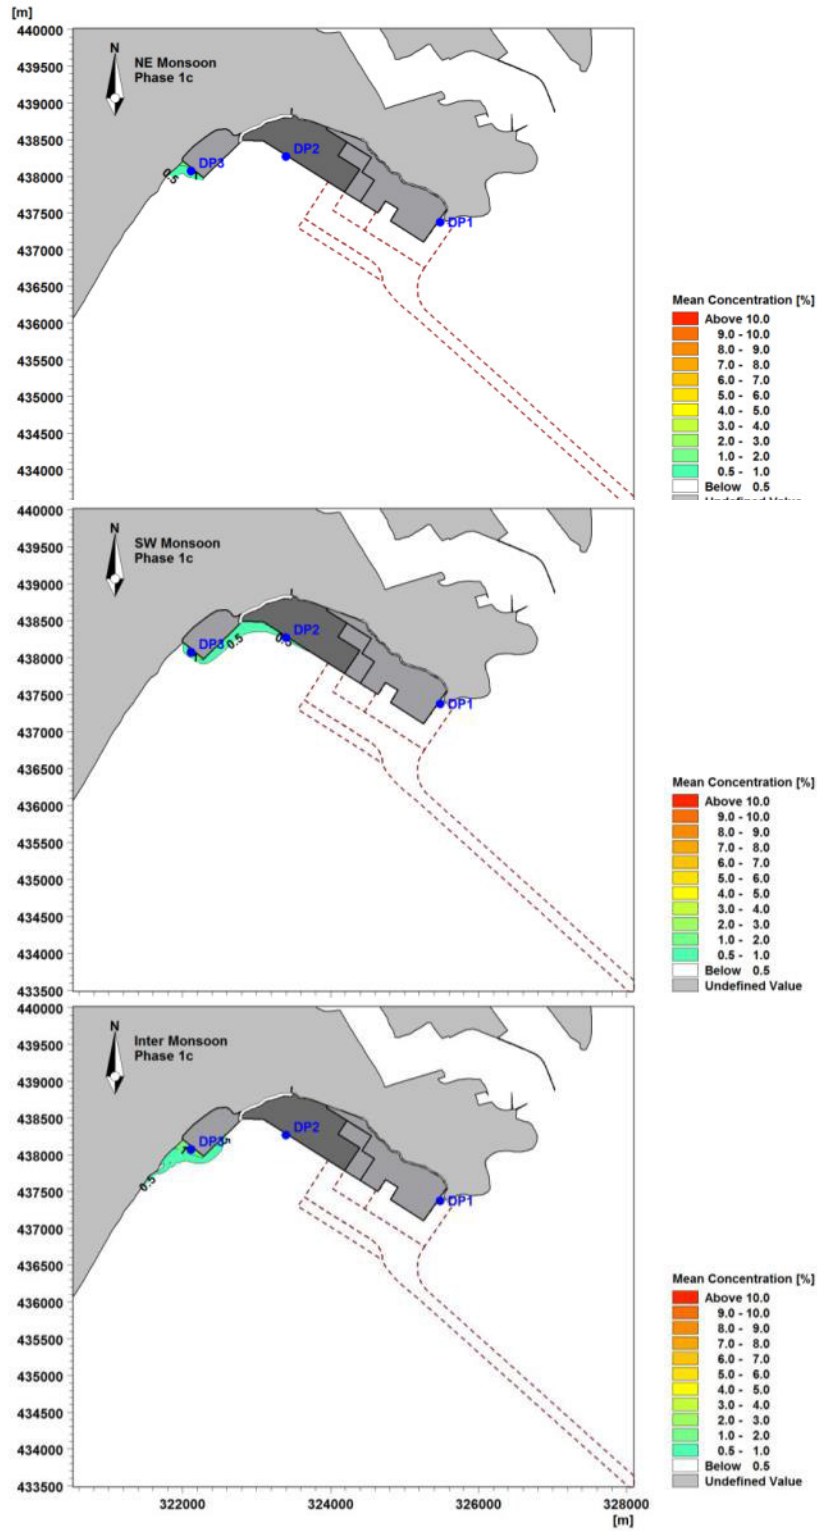 [m]
440000
439500
439000
438500
438000
437500
437000
436500
436000
435500
435000
434500
434000
N
NE Monsoon
Phase 1c
DP3
DP2
DP1
0.5
Mean Concentration [%]
Above 10.0
9.0 - 10.0
8.0 - 9.0
7.0 - 8.0
6.0 - 7.0
5.0 - 6.0
4.0 - 5.0
3.0 - 4.0
2.0 - 3.0
1.0 - 2.0
0.5 - 1.0
Below 0.5
Undefined Value
440000
439500
439000
438500
438000
437500
437000
436500
436000
435500
435000
434500
434000
433500
N
SW Monsoon
Phase 1c
DP3
DP2
DP1
0.5
0.5
Mean Concentration [%]
Above 10.0
9.0 - 10.0
8.0 - 9.0
7.0 - 8.0
6.0 - 7.0
5.0 - 6.0
4.0 - 5.0
3.0 - 4.0
2.0 - 3.0
1.0 - 2.0
0.5 - 1.0
Below 0.5
Undefined Value
440000
439500
439000
438500
438000
437500
437000
436500
436000
435500
435000
434500
434000
433500
N
Inter Monsoon
Phase 1c
DP3
DP2
DP1
0.5
Mean Concentration [%]
Above 10.0
9.0 - 10.0
8.0 - 9.0
7.0 - 8.0
6.0 - 7.0
5.0 - 6.0
4.0 - 5.0
3.0 - 4.0
2.0 - 3.0
1.0 - 2.0
0.5 - 1.0
Below 0.5
Undefined Value
322000
324000
326000
328000
[m]